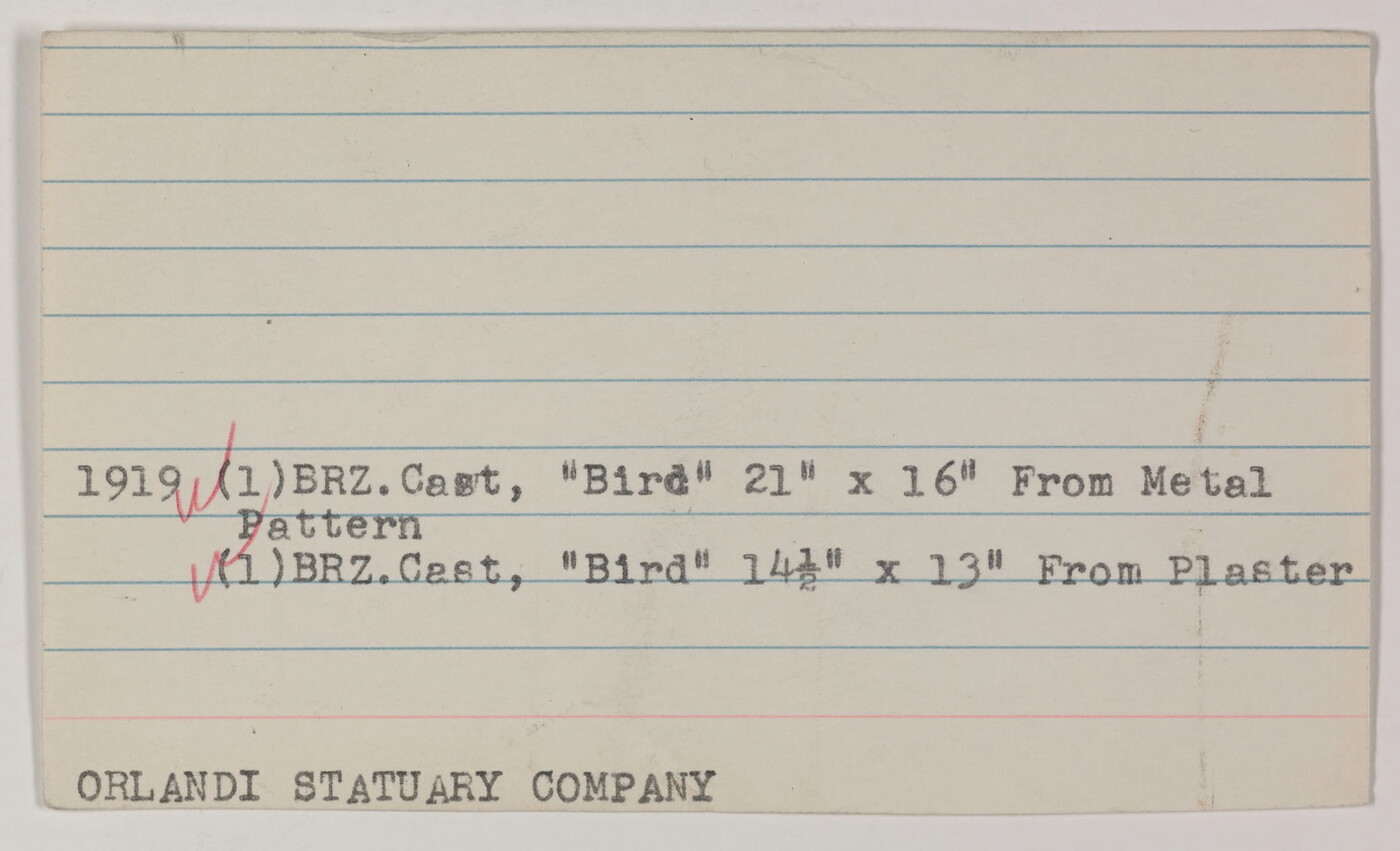 1919 (1)BRZ.Cast, "Bird" 21" x 16" From Metal
Pattern
(1)BRZ.Cast, "Bird" 14½" x 13" From Plaster
ORLANDI STATUARY COMPANY